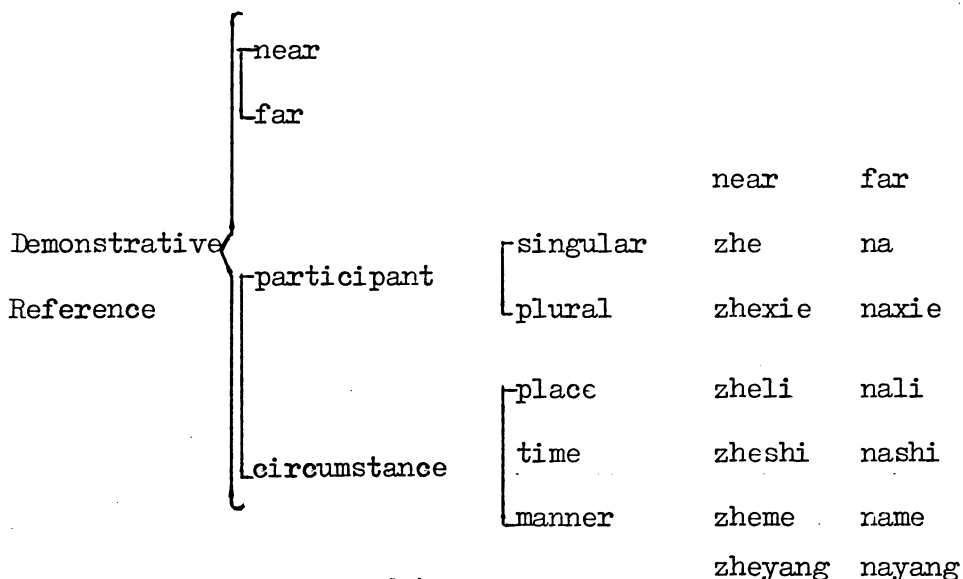 near
far
near far
Demonstrative singular zhe na
participant
Reference plural zhexie naxie
place zheli nali
time zheshi nashi
circumstance
manner zheme name
zheyang nayang